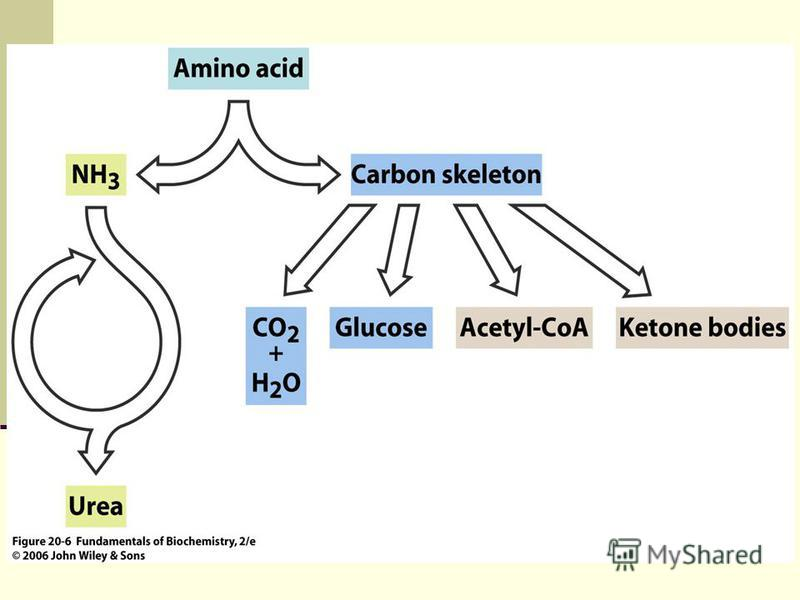 Amino acid
NH3
Carbon skeleton
CO2
+
H2O
Glucose
Acetyl-CoA
Ketone bodies
Urea
Figure 20-6 Fundamentals of Biochemistry, 2/e
© 2006 John Wiley & Sons
MyShared